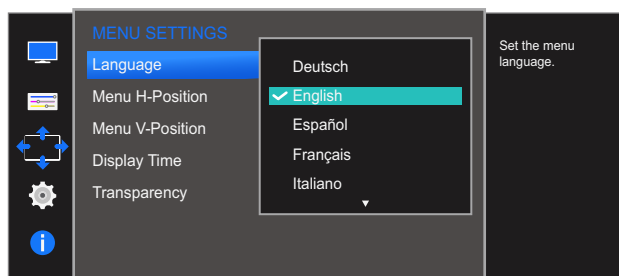 MENU SETTINGS
Language
Menu H-Position
Menu V-Position
Display Time
Transparency
Deutsch
English
Español
Français
Italiano
Set the menu
language.